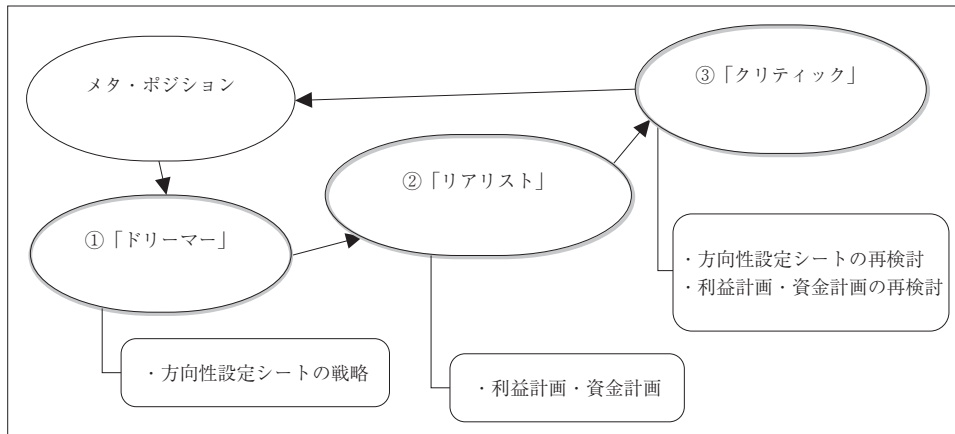 メタ・ポジション
①「ドリーマー」
・方向性設定シートの戦略
②「リアリスト」
・利益計画・資金計画
③「クリティック」
・方向性設定シートの再検討
・利益計画・資金計画の再検討